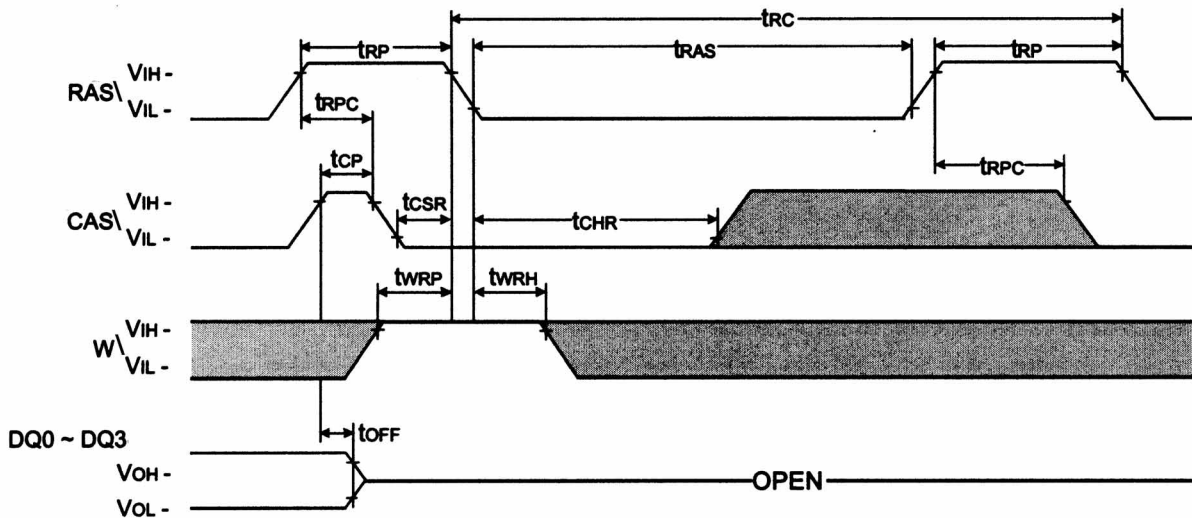 tRC
tRP tRAS tRP
VIH -
RAS\
VIL -
tRPC
tCP tRPC
VIH -
tCSR tCHR
CAS\
VIL -
tWRP tWRH
VIH -
W\
VIL -
tOFF
DQ0 ~ DQ3
VOH -
OPEN
VOL -